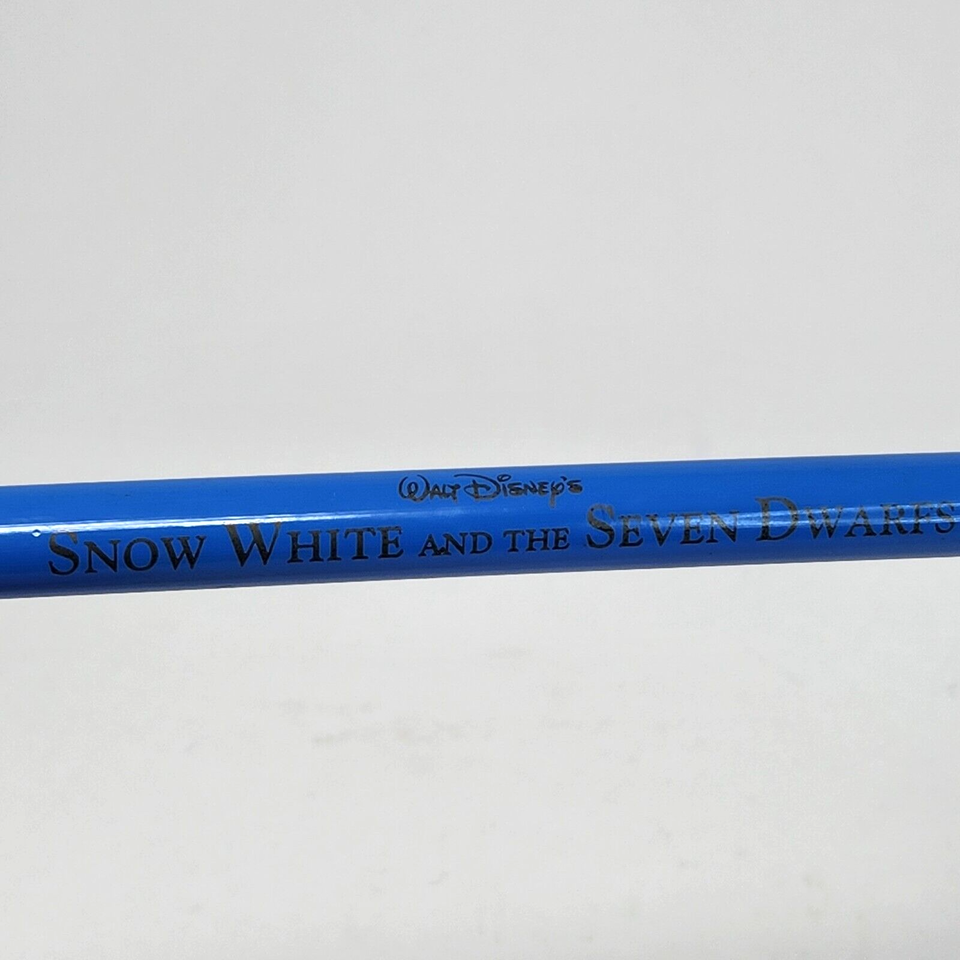 Walt Disney's
Snow White and the Seven Dwarfs